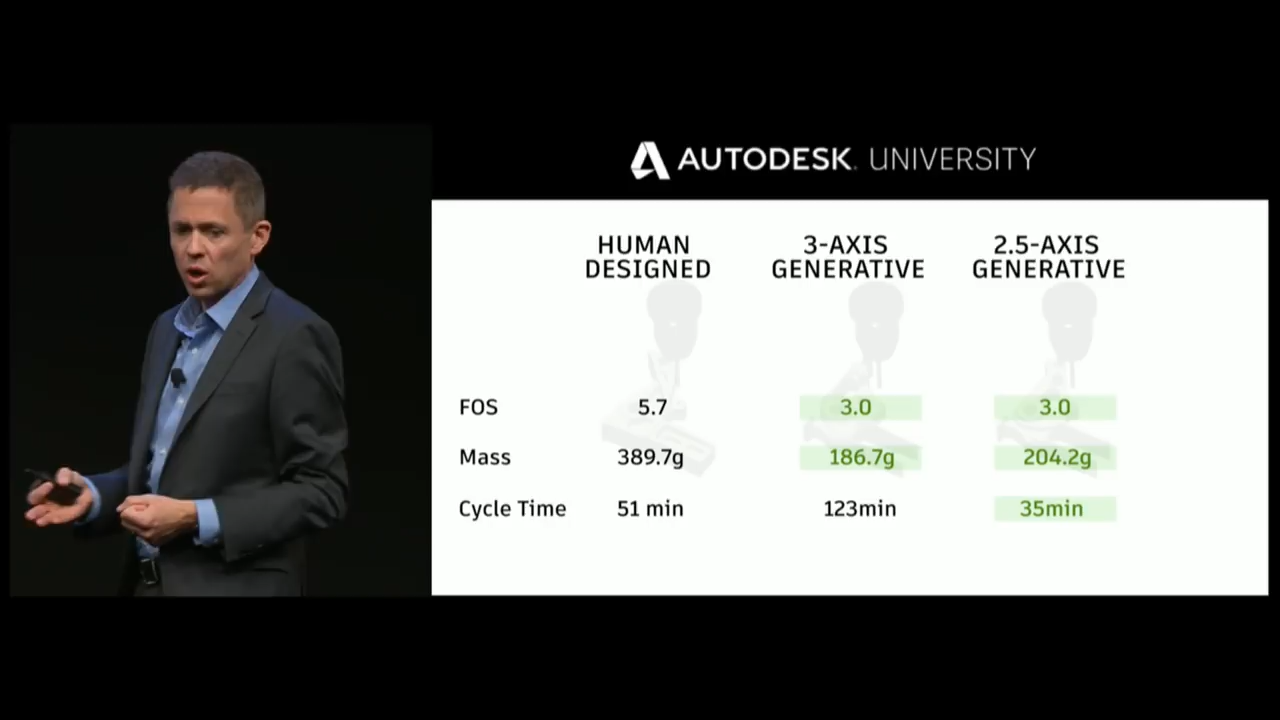 AUTODESK. UNIVERSITY
HUMAN DESIGNED 3-AXIS GENERATIVE 2.5-AXIS GENERATIVE
FOS 5.7 3.0 3.0
Mass 389.7g 186.7g 204.2g
Cycle Time 51 min 123min 35min